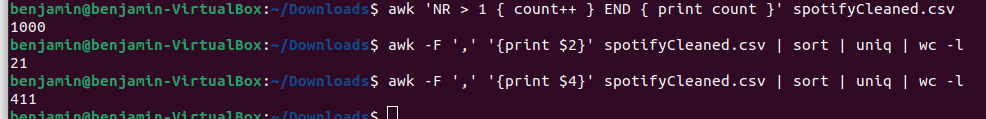 benjamin@benjamin-VirtualBox:~/Downloads$ awk 'NR > 1 { count++ } END { print count }' spotifyCleaned.csv
1000
benjamin@benjamin-VirtualBox:~/Downloads$ awk -F ',' '{print $2}' spotifyCleaned.csv | sort | uniq | wc -l
21
benjamin@benjamin-VirtualBox:~/Downloads$ awk -F ',' '{print $4}' spotifyCleaned.csv | sort | uniq | wc -l
411
benjamin@benjamin-VirtualBox:~/Downloads$